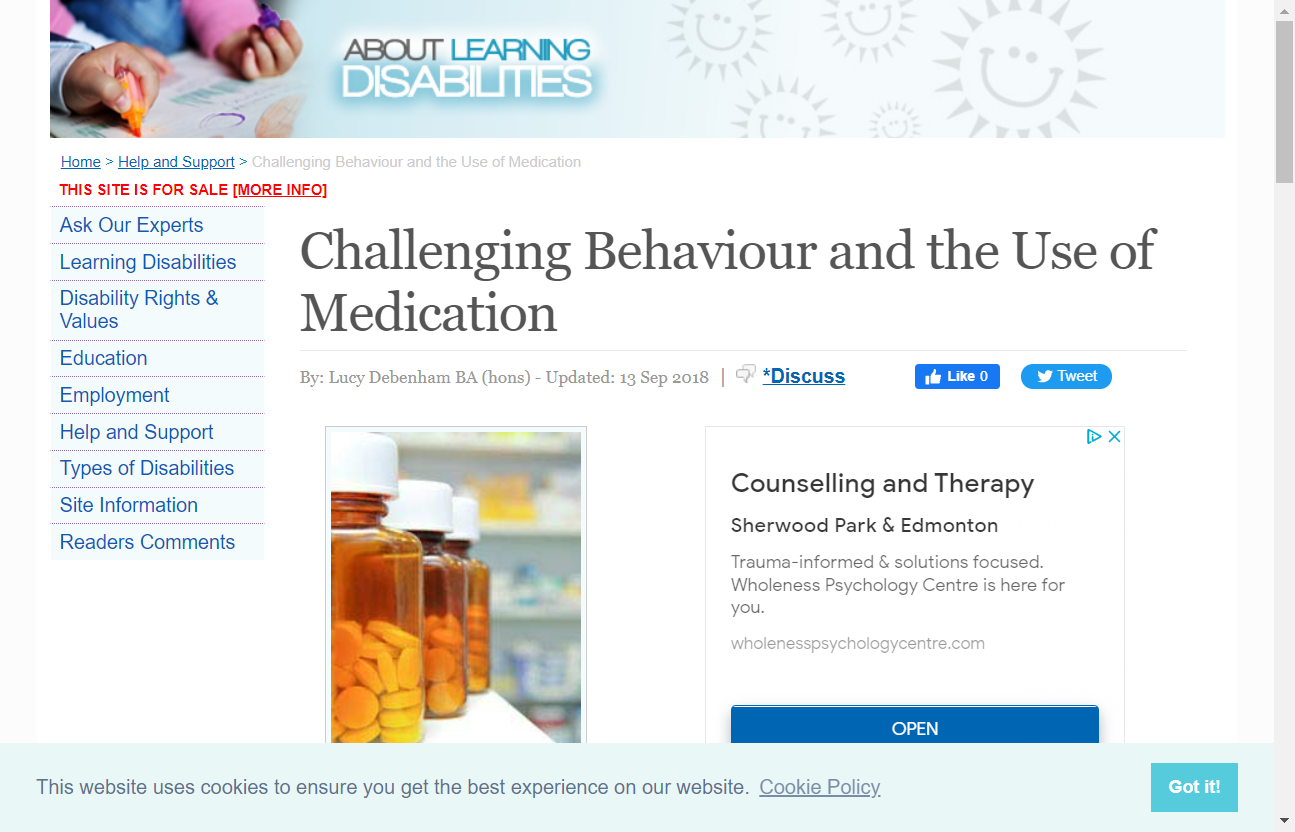 ABOUT LEARNING
DISABILITIES
Home > Help and Support > Challenging Behaviour and the Use of Medication
THIS SITE IS FOR SALE [MORE INFO]
Ask Our Experts
Learning Disabilities
Disability Rights &
Values
Education
Employment
Help and Support
Types of Disabilities
Site Information
Readers Comments
Challenging Behaviour and the Use of
Medication
By: Lucy Debenham BA (hons) - Updated: 13 Sep 2018 | *Discuss
Like 0
Tweet
Counselling and Therapy
Sherwood Park & Edmonton
Trauma-informed & solutions focused.
Wholeness Psychology Centre is here for
you.
wholenesspsychologycentre.com
OPEN
This website uses cookies to ensure you get the best experience on our website. Cookie Policy
Got it!